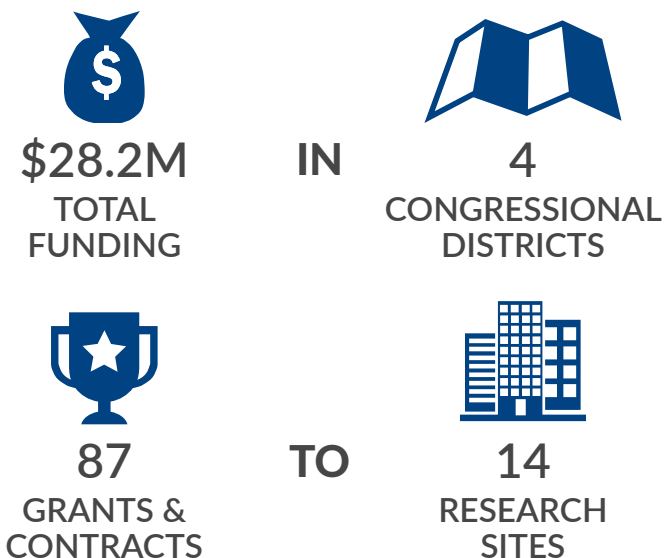 $
$28.2M IN 4
TOTAL FUNDING
CONGRESSIONAL DISTRICTS
87 TO 14
GRANTS &
CONTRACTS
RESEARCH
SITES